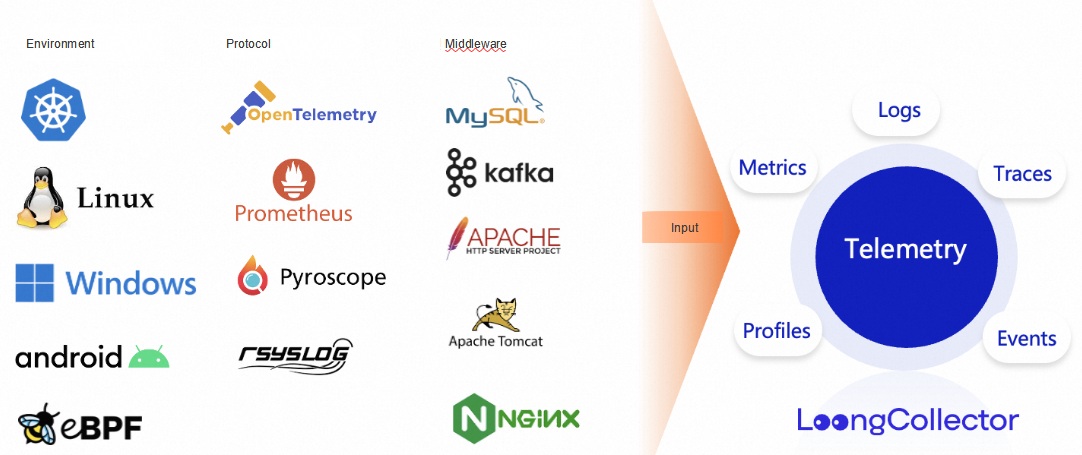 Environment
Protocol
Middleware
Linux
Windows
android
eBPF
OpenTelemetry
Prometheus
Pyroscope
rsyslog
MySQL®
kafka
APACHE
HTTP SERVER PROJECT
Apache Tomcat
N
NGiNX
Input
Logs
Metrics
Traces
Telemetry
Profiles
Events
LoongCollector